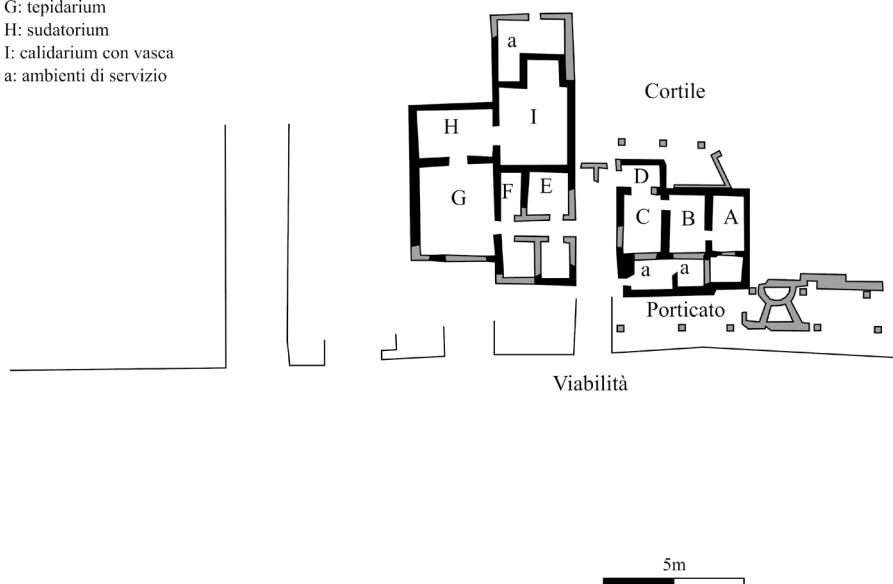 G: tepidarium
H: sudatorium
I: calidarium con vasca
a: ambienti di servizio
a
Cortile
H
I
D
G
F
E
C
B
A
a
a
Porticato
Viabilità
5m